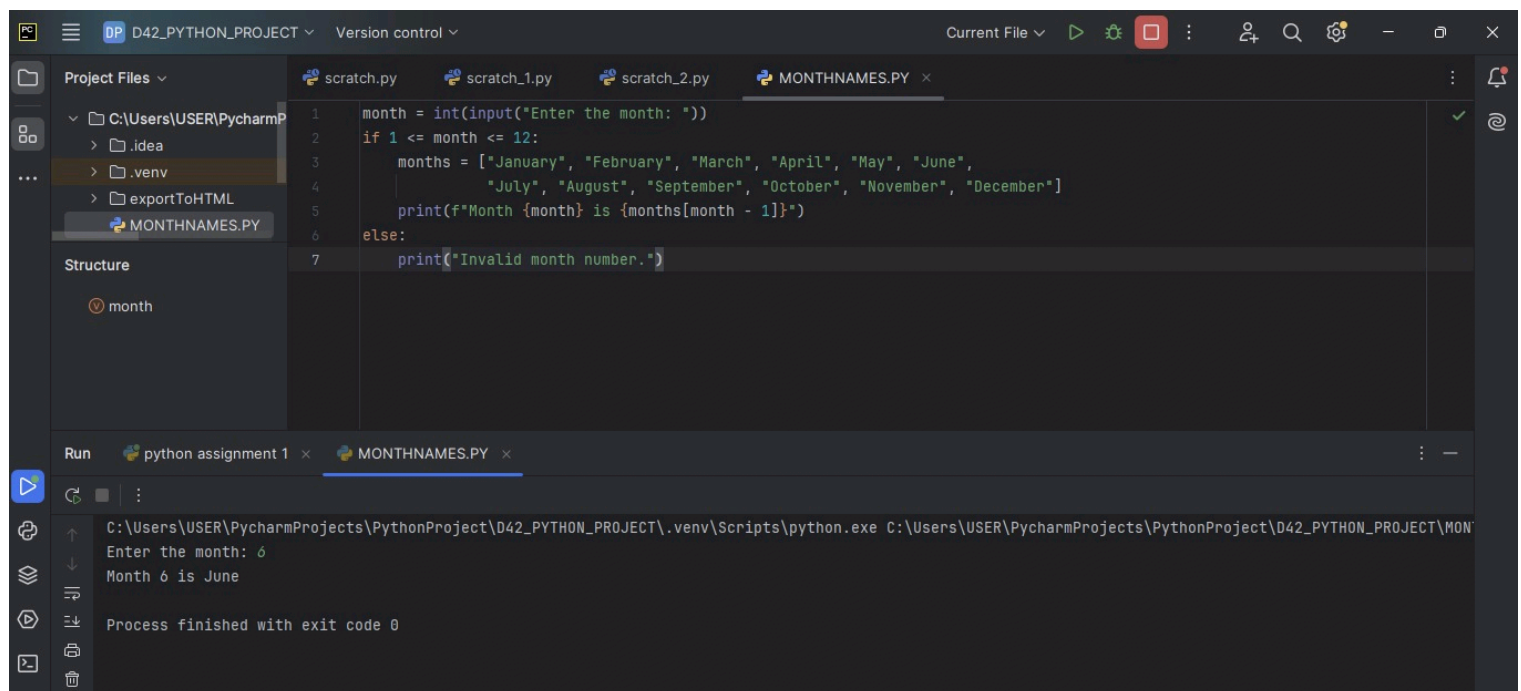 PC DP D42_PYTHON_PROJECT Version control Current File
Project Files scratch.py scratch_1.py scratch_2.py MONTHNAMES.PY
C:\Users\USER\PycharmP
.idea
.venv
exportToHTML
MONTHNAMES.PY
Structure
month
1 month = int(input("Enter the month: "))
2 if 1 <= month <= 12:
3 months = ["January", "February", "March", "April", "May", "June",
4 "July", "August", "September", "October", "November", "December"]
5 print(f"Month {month} is {months[month - 1]}")
6 else:
7 print("Invalid month number.")
Run python assignment 1 MONTHNAMES.PY
C:\Users\USER\PycharmProjects\PythonProject\D42_PYTHON_PROJECT\.venv\Scripts\python.exe C:\Users\USER\PycharmProjects\PythonProject\D42_PYTHON_PROJECT\MON
Enter the month: 6
Month 6 is June
Process finished with exit code 0